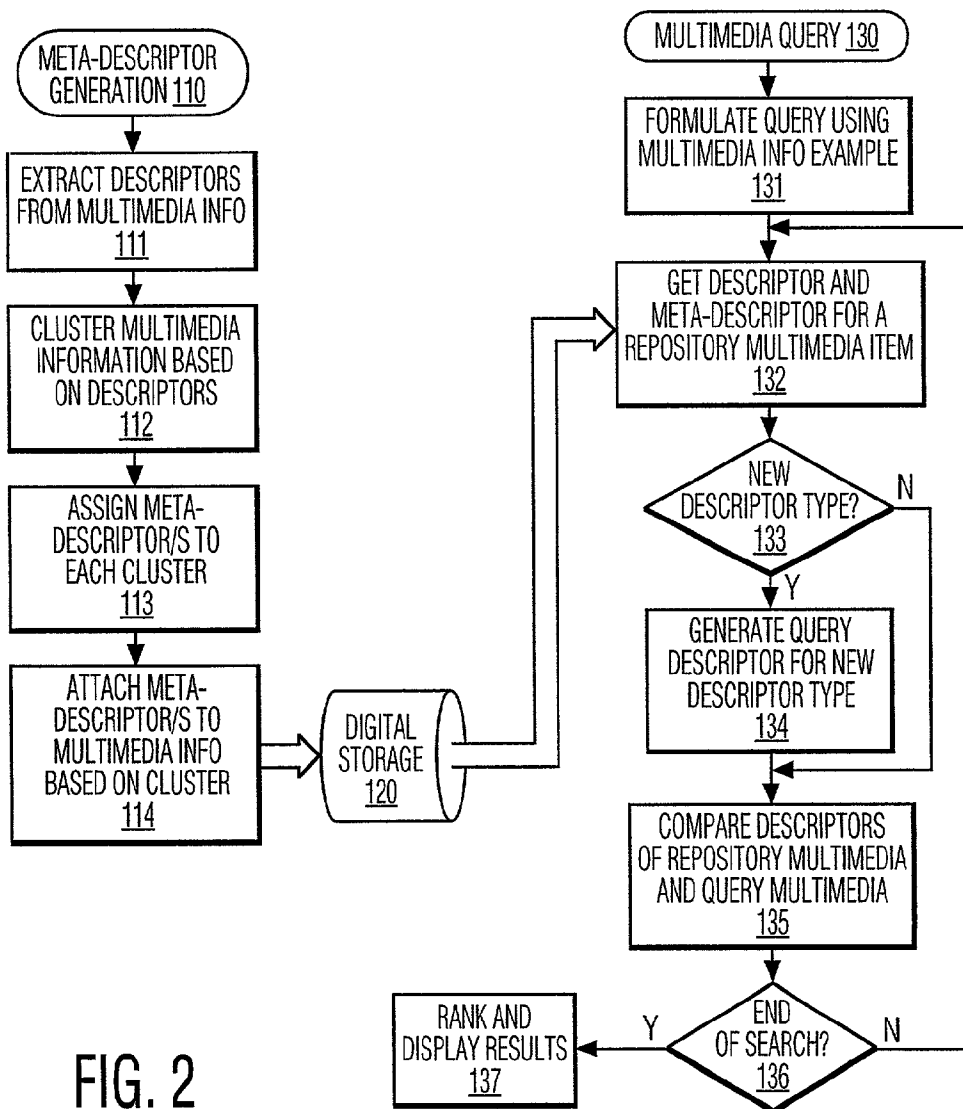 META-DESCRIPTOR
GENERATION 110
EXTRACT DESCRIPTORS
FROM MULTIMEDIA INFO
111
CLUSTER MULTIMEDIA
INFORMATION BASED
ON DESCRIPTORS
112
ASSIGN META-
DESCRIPTOR/S TO
EACH CLUSTER
113
ATTACH META-
DESCRIPTOR/S TO
MULTIMEDIA INFO
BASED ON CLUSTER
114
DIGITAL
STORAGE
120
MULTIMEDIA QUERY 130
FORMULATE QUERY USING
MULTIMEDIA INFO EXAMPLE
131
GET DESCRIPTOR AND
META-DESCRIPTOR FOR A
REPOSITORY MULTIMEDIA ITEM
132
NEW
DESCRIPTOR TYPE?
133
N
Y
GENERATE QUERY
DESCRIPTOR FOR NEW
DESCRIPTOR TYPE
134
COMPARE DESCRIPTORS
OF REPOSITORY MULTIMEDIA
AND QUERY MULTIMEDIA
135
END
OF SEARCH?
136
N
Y
RANK AND
DISPLAY RESULTS
137
FIG. 2